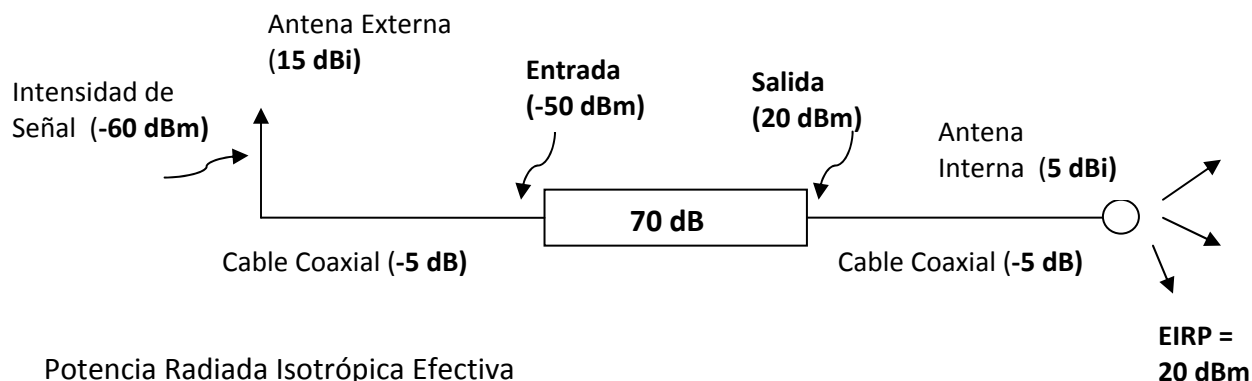 Antena Externa
(15 dBi)
Intensidad de
Señal (-60 dBm)
Entrada
(-50 dBm)
Salida
(20 dBm)
Antena
Interna (5 dBi)
70 dB
Cable Coaxial (-5 dB)
Cable Coaxial (-5 dB)
EIRP =
20 dBm
Potencia Radiada Isotrópica Efectiva